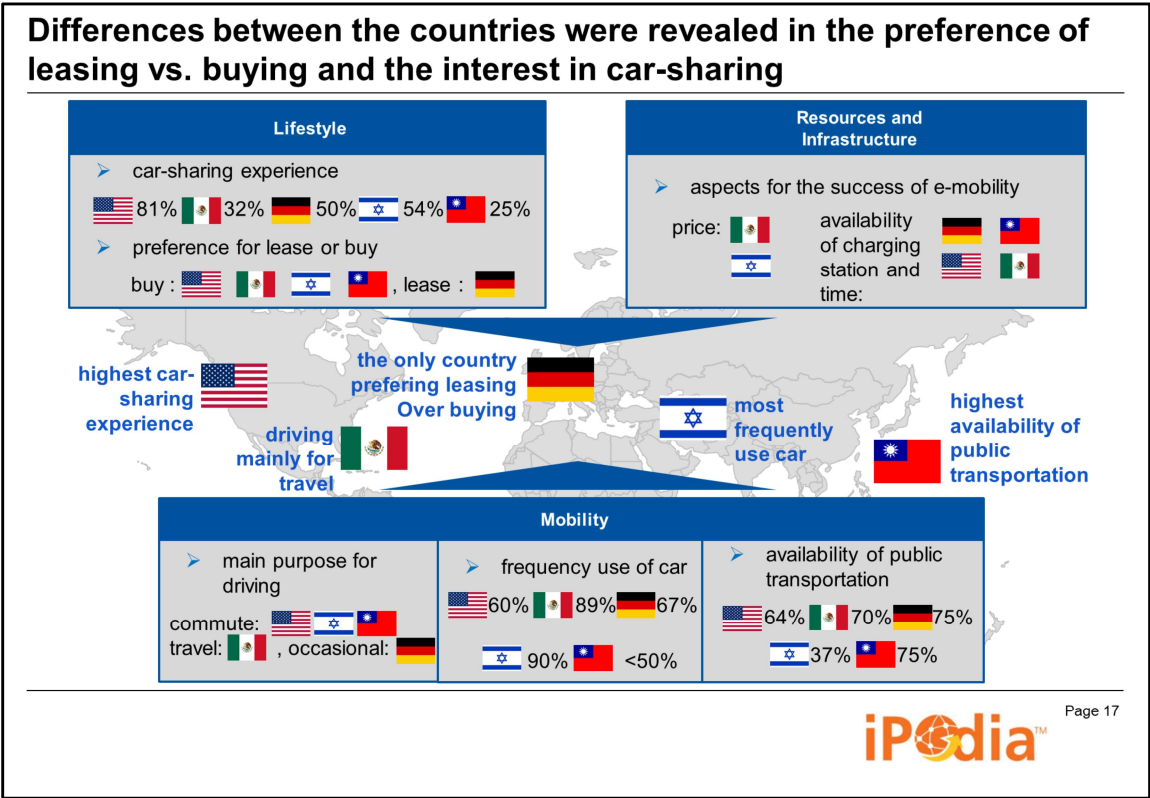 Differences between the countries were revealed in the preference of
leasing vs. buying and the interest in car-sharing
Lifestyle
car-sharing experience
81% 32% 50% 54% 25%
preference for lease or buy
buy : , lease :
Resources and
Infrastructure
aspects for the success of e-mobility
price:
availability
of charging
station and
time:
highest car-
sharing
experience
the only country
prefering leasing
Over buying
driving
mainly for
travel
most
frequently
use car
highest
availability of
public
transportation
Mobility
main purpose for
driving
commute:
travel: , occasional:
frequency use of car
60% 89% 67%
90% <50%
availability of public
transportation
64% 70% 75%
37% 75%
Page 17
iPodia™